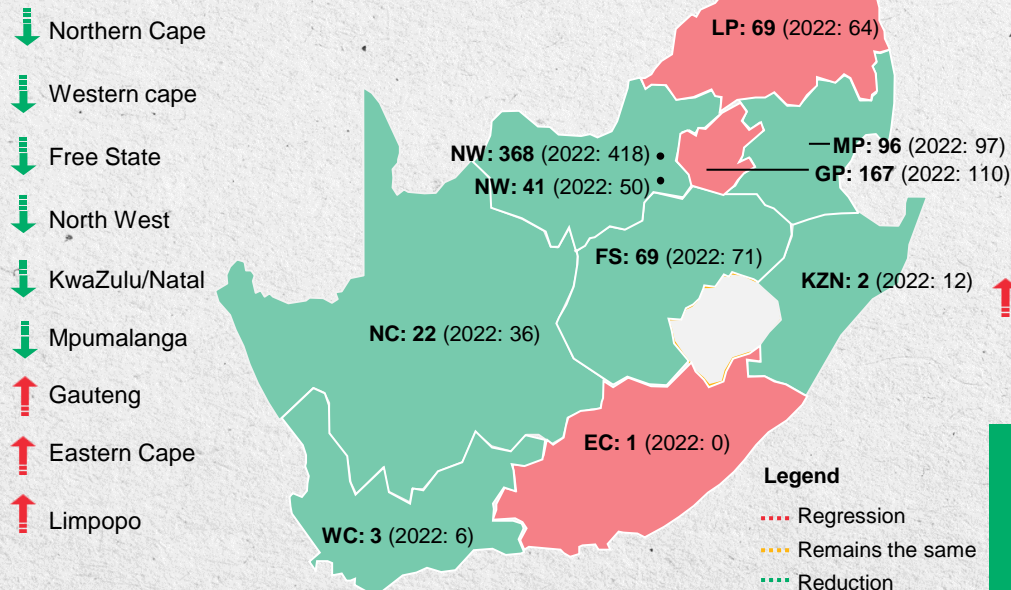 Northern Cape
Western cape
Free State
North West
KwaZulu/Natal
Mpumalanga
Gauteng
Eastern Cape
Limpopo
LP: 69 (2022: 64)
NW: 368 (2022: 418)
NW: 41 (2022: 50)
MP: 96 (2022: 97)
GP: 167 (2022: 110)
FS: 69 (2022: 71)
KZN: 2 (2022: 12)
NC: 22 (2022: 36)
EC: 1 (2022: 0)
WC: 3 (2022: 6)
Legend
Regression
Remains the same
Reduction